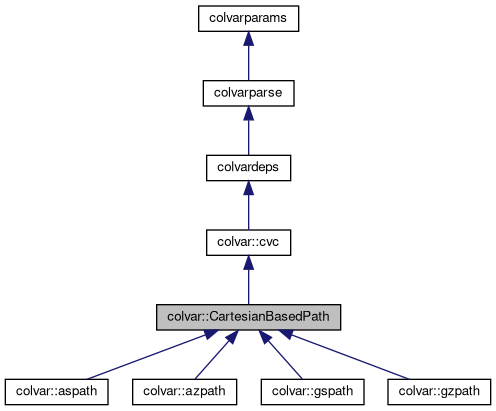 colvarparams
colvarparse
colvardeps
colvar::cvc
colvar::CartesianBasedPath
colvar::aspath
colvar::azpath
colvar::gspath
colvar::gzpath